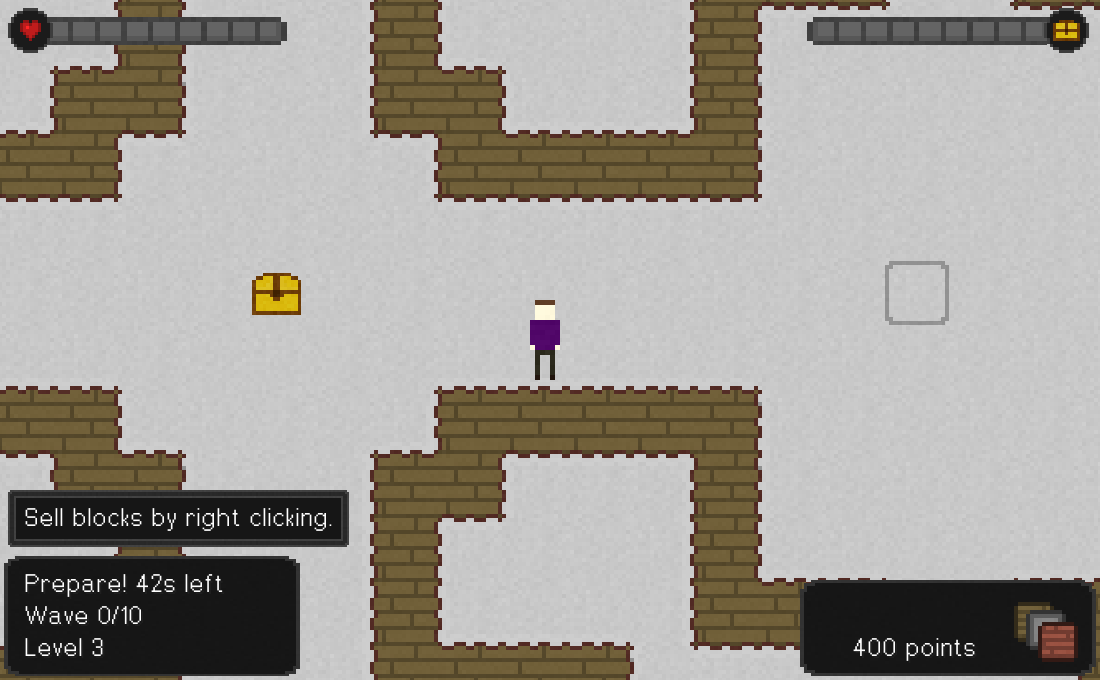 Sell blocks by right clicking.
Prepare! 42s left
Wave 0/10
Level 3
400 points